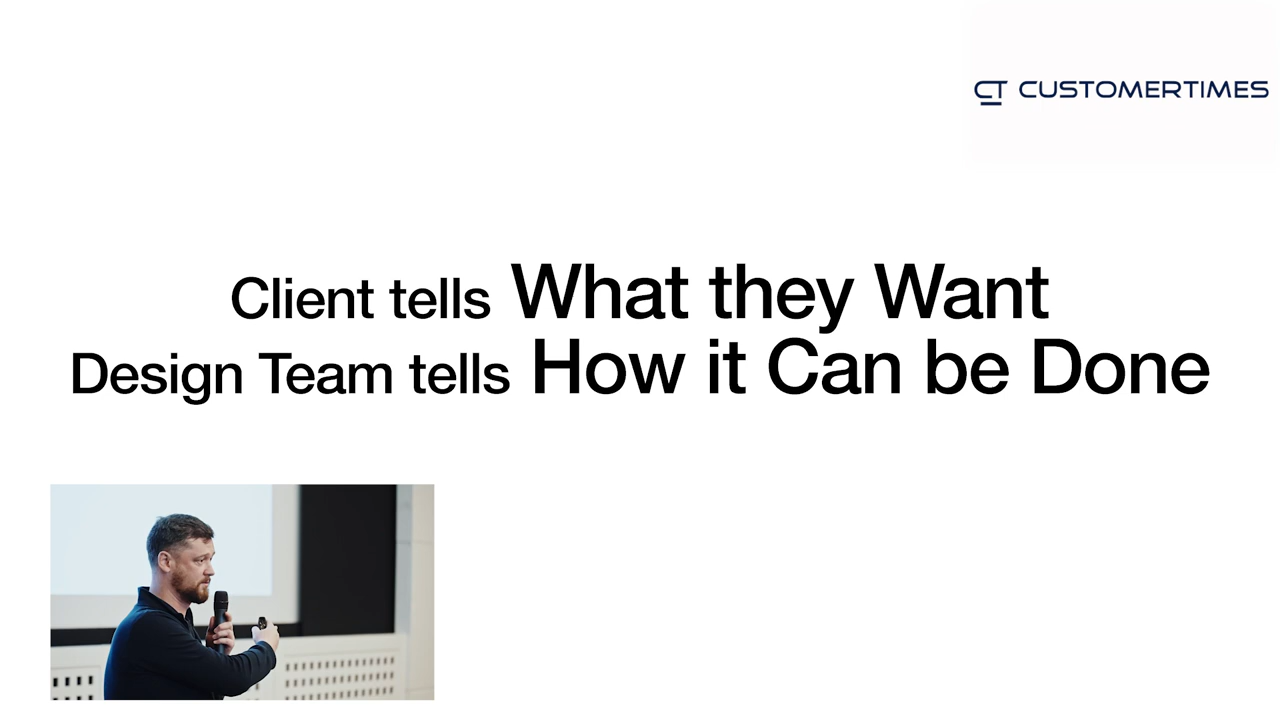 CT CUSTOMERTIMES
Client tells What they Want
Design Team tells How it Can be Done